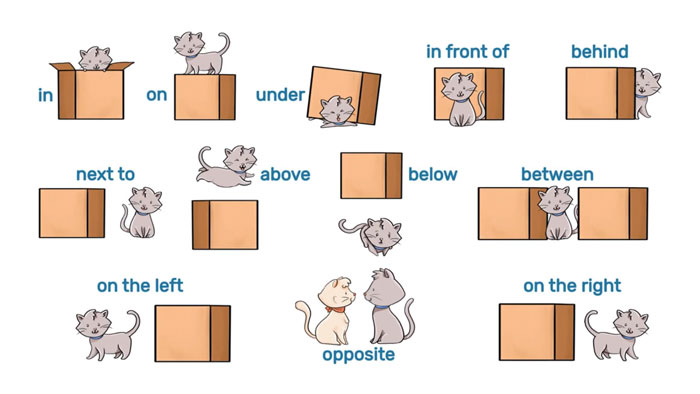 in
on
under
in front of
behind
next to
above
below
between
on the left
opposite
on the right